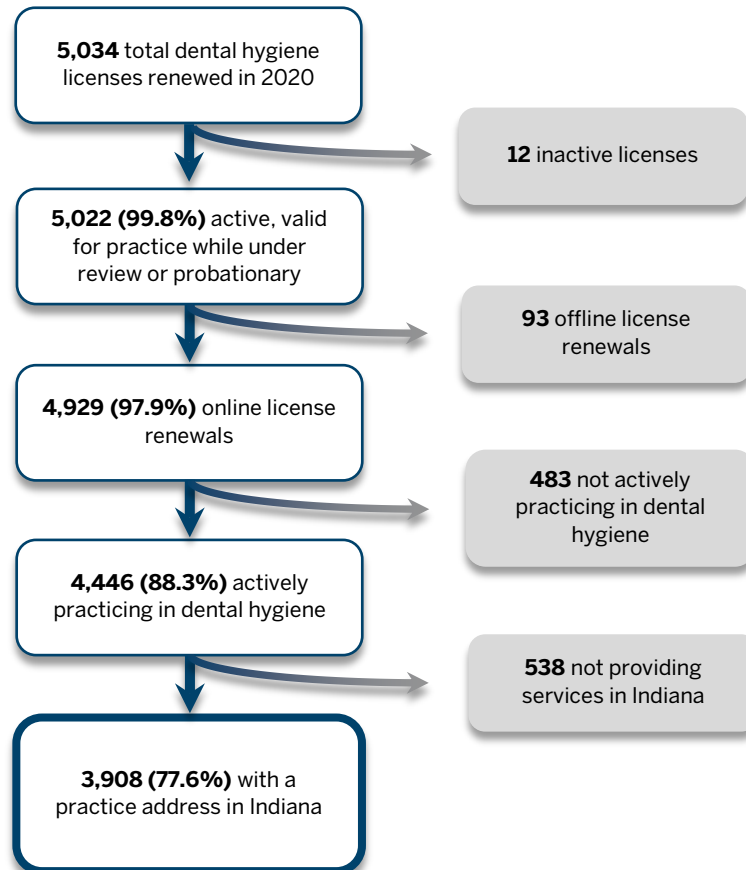 5,034 total dental hygiene
licenses renewed in 2020
12 inactive licenses
5,022 (99.8%) active, valid
for practice while under
review or probationary
93 offline license
renewals
4,929 (97.9%) online license
renewals
483 not actively
practicing in dental
hygiene
4,446 (88.3%) actively
practicing in dental hygiene
538 not providing
services in Indiana
3,908 (77.6%) with a
practice address in Indiana